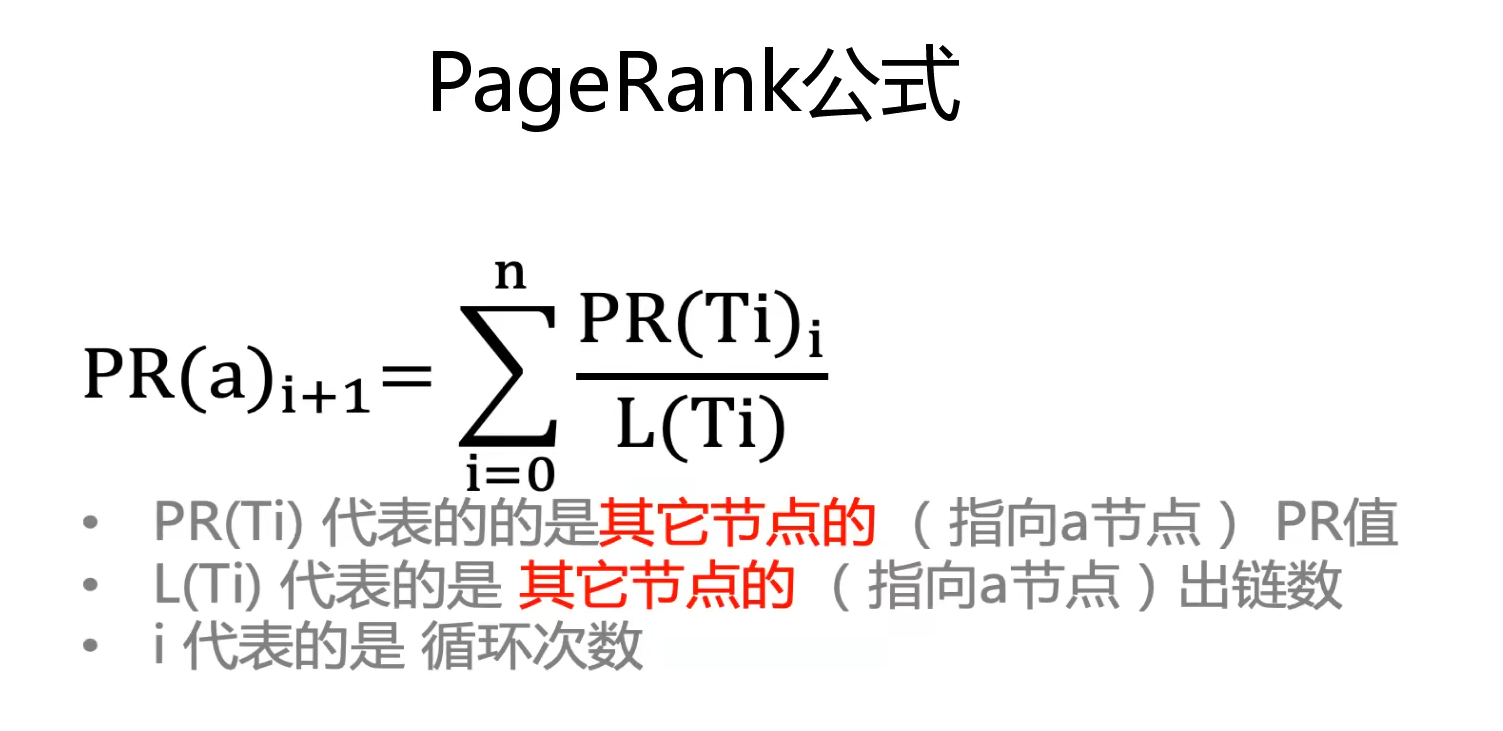 PageRank公式
PR(a)i+1= n∑i=0 PR(Ti)i / L(Ti)
• PR(Ti) 代表的的是其它节点的（指向a节点） PR值
• L(Ti) 代表的是 其它节点的（指向a节点）出链数
• i 代表的是 循环次数